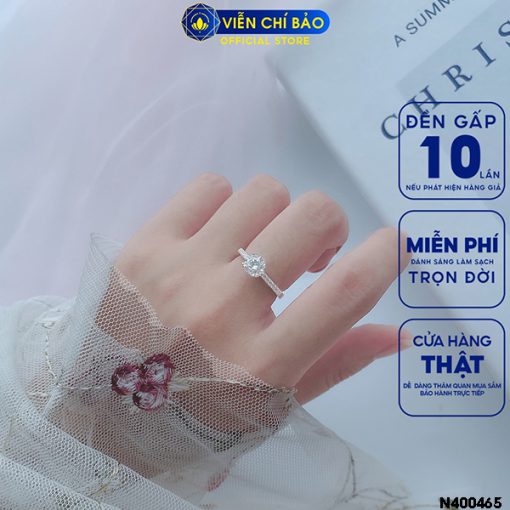 VIỄN CHÍ BẢO
OFFICIAL STORE
A SUMM
CHRIS
ĐỀN GẤP
10 LẦN
NẾU PHÁT HIỆN HÀNG GIẢ
MIỄN PHÍ
ĐÁNH SÁNG LÀM SẠCH
TRỌN ĐỜI
CỬA HÀNG
THẬT
DỄ DÀNG THĂM QUAN MUA SẮM
BẢO HÀNH TRỰC TIẾP
N400465